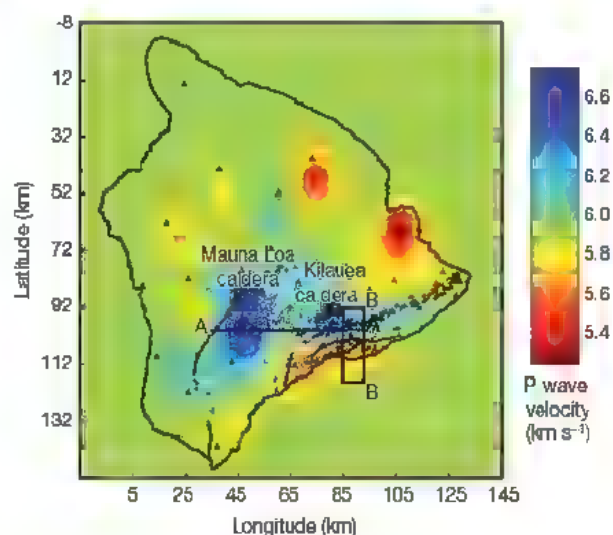 -8
12
32
52
72
92
112
132
Latitude (km)
Mauna Loa
caldera
Kilauea
caldera
B
A
A
B
5 25 45 65 85 105 125 145
Longitude (km)
6.6
6.4
6.2
6.0
5.8
5.6
5.4
P wave
velocity
(km s⁻¹)